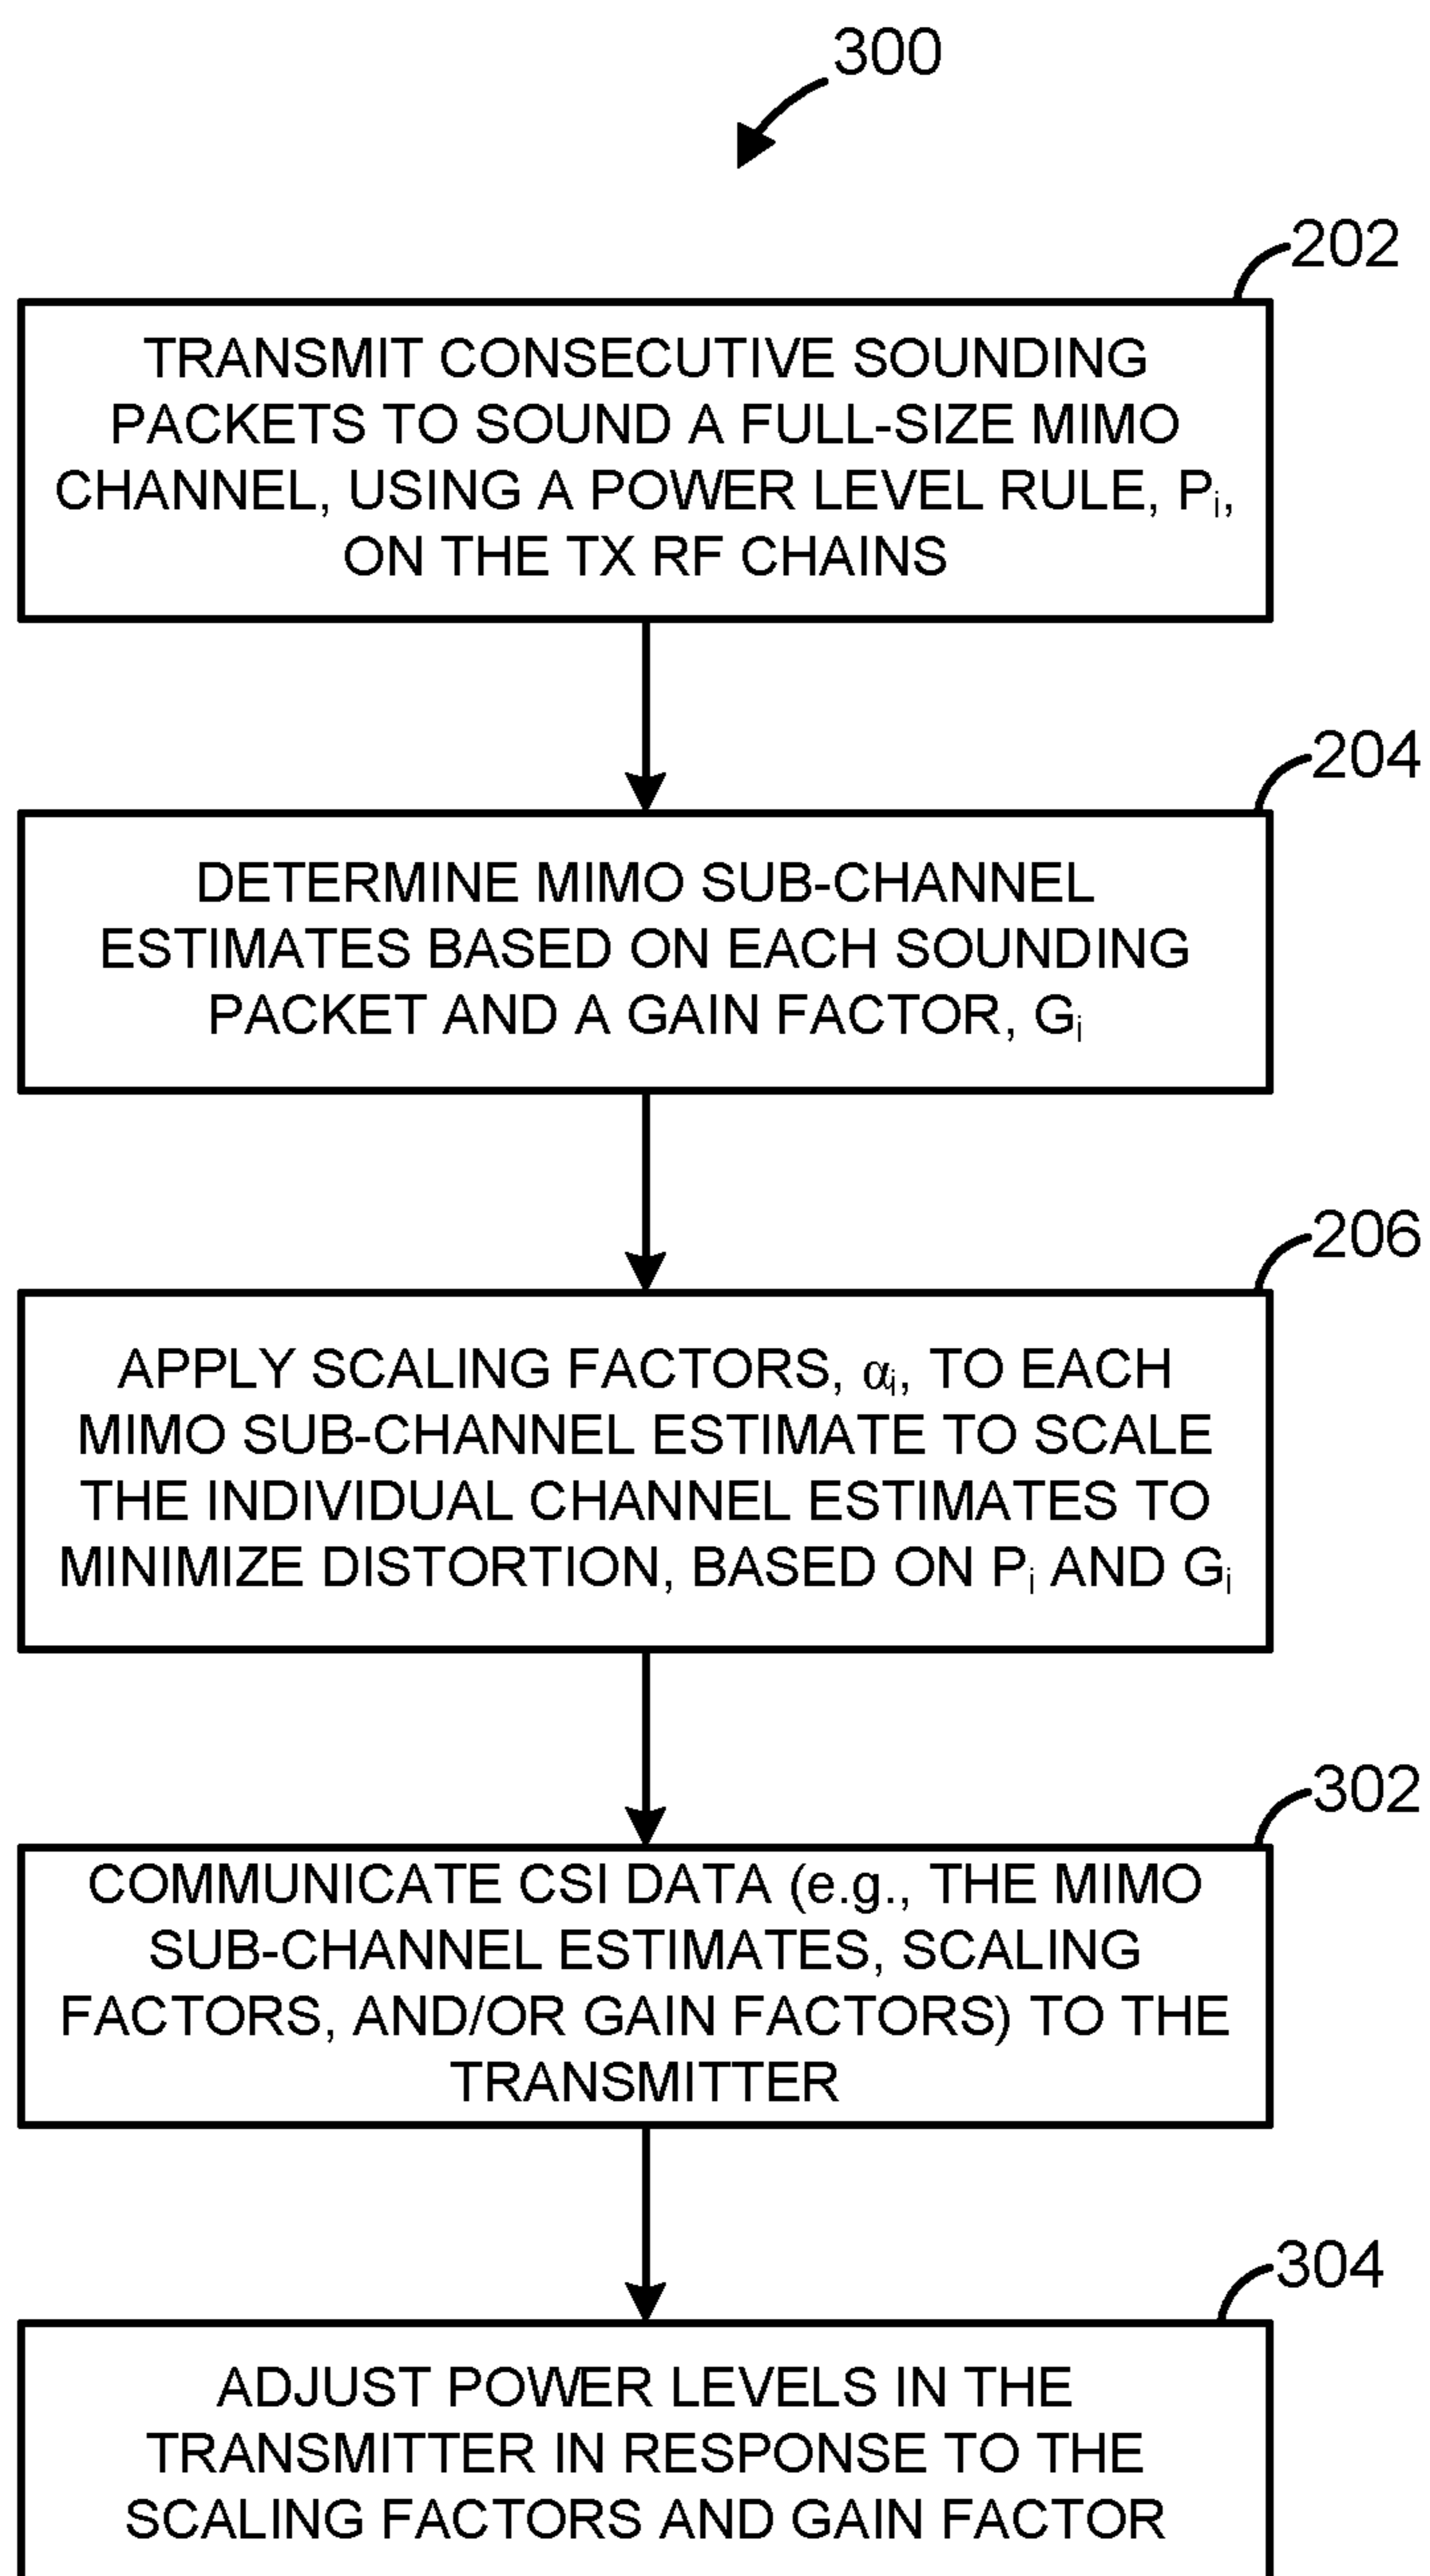 300
202
TRANSMIT CONSECUTIVE SOUNDING
PACKETS TO SOUND A FULL-SIZE MIMO
CHANNEL, USING A POWER LEVEL RULE, Pᵢ,
ON THE TX RF CHAINS
204
DETERMINE MIMO SUB-CHANNEL
ESTIMATES BASED ON EACH SOUNDING
PACKET AND A GAIN FACTOR, Gᵢ
206
APPLY SCALING FACTORS, αᵢ, TO EACH
MIMO SUB-CHANNEL ESTIMATE TO SCALE
THE INDIVIDUAL CHANNEL ESTIMATES TO
MINIMIZE DISTORTION, BASED ON Pᵢ AND Gᵢ
302
COMMUNICATE CSI DATA (e.g., THE MIMO
SUB-CHANNEL ESTIMATES, SCALING
FACTORS, AND/OR GAIN FACTORS) TO THE
TRANSMITTER
304
ADJUST POWER LEVELS IN THE
TRANSMITTER IN RESPONSE TO THE
SCALING FACTORS AND GAIN FACTOR